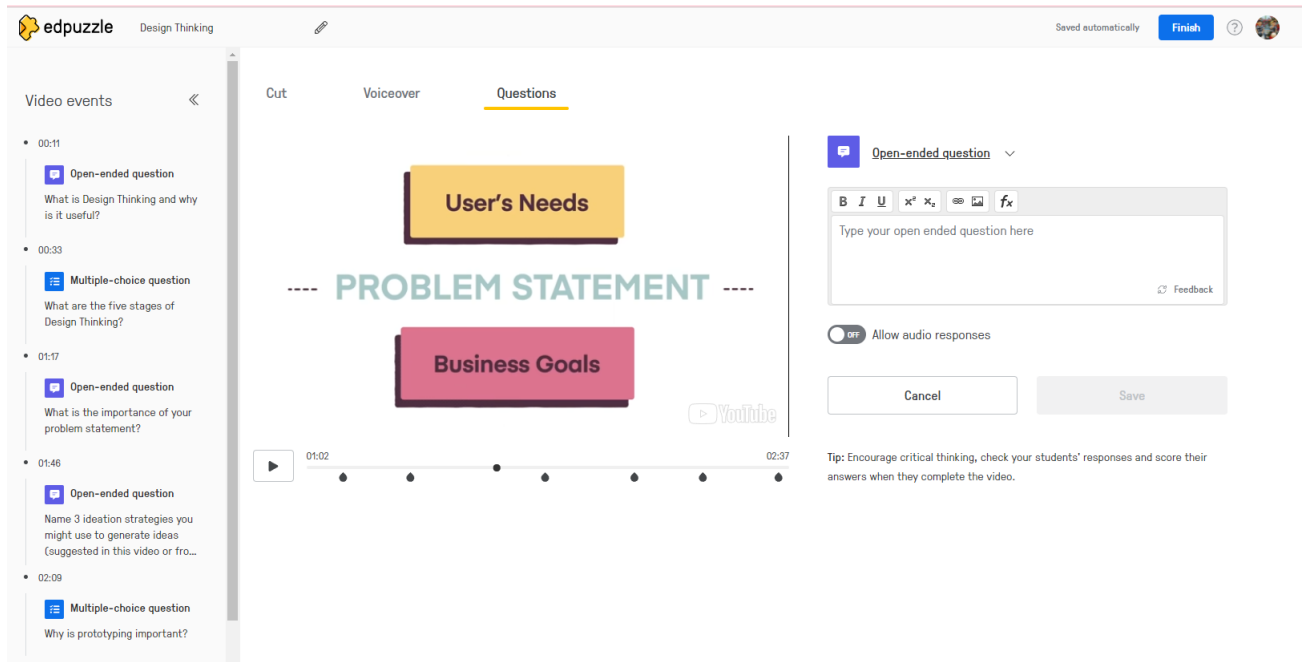 edpuzzle
Design Thinking
Saved automatically
Finish
?
Video events
00:11
Open-ended question
What is Design Thinking and why
is it useful?
00:33
Multiple-choice question
What are the five stages of
Design Thinking?
01:17
Open-ended question
What is the importance of your
problem statement?
01:46
Open-ended question
Name 3 ideation strategies you
might use to generate ideas
(suggested in this video or fro...
02:09
Multiple-choice question
Why is prototyping important?
Cut
Voiceover
Questions
User's Needs
---- PROBLEM STATEMENT ----
Business Goals
YouTube
01:02
02:37
Open-ended question
B I U x² x₂ fx
Type your open ended question here
Feedback
OFF Allow audio responses
Cancel
Save
Tip: Encourage critical thinking, check your students' responses and score their
answers when they complete the video.